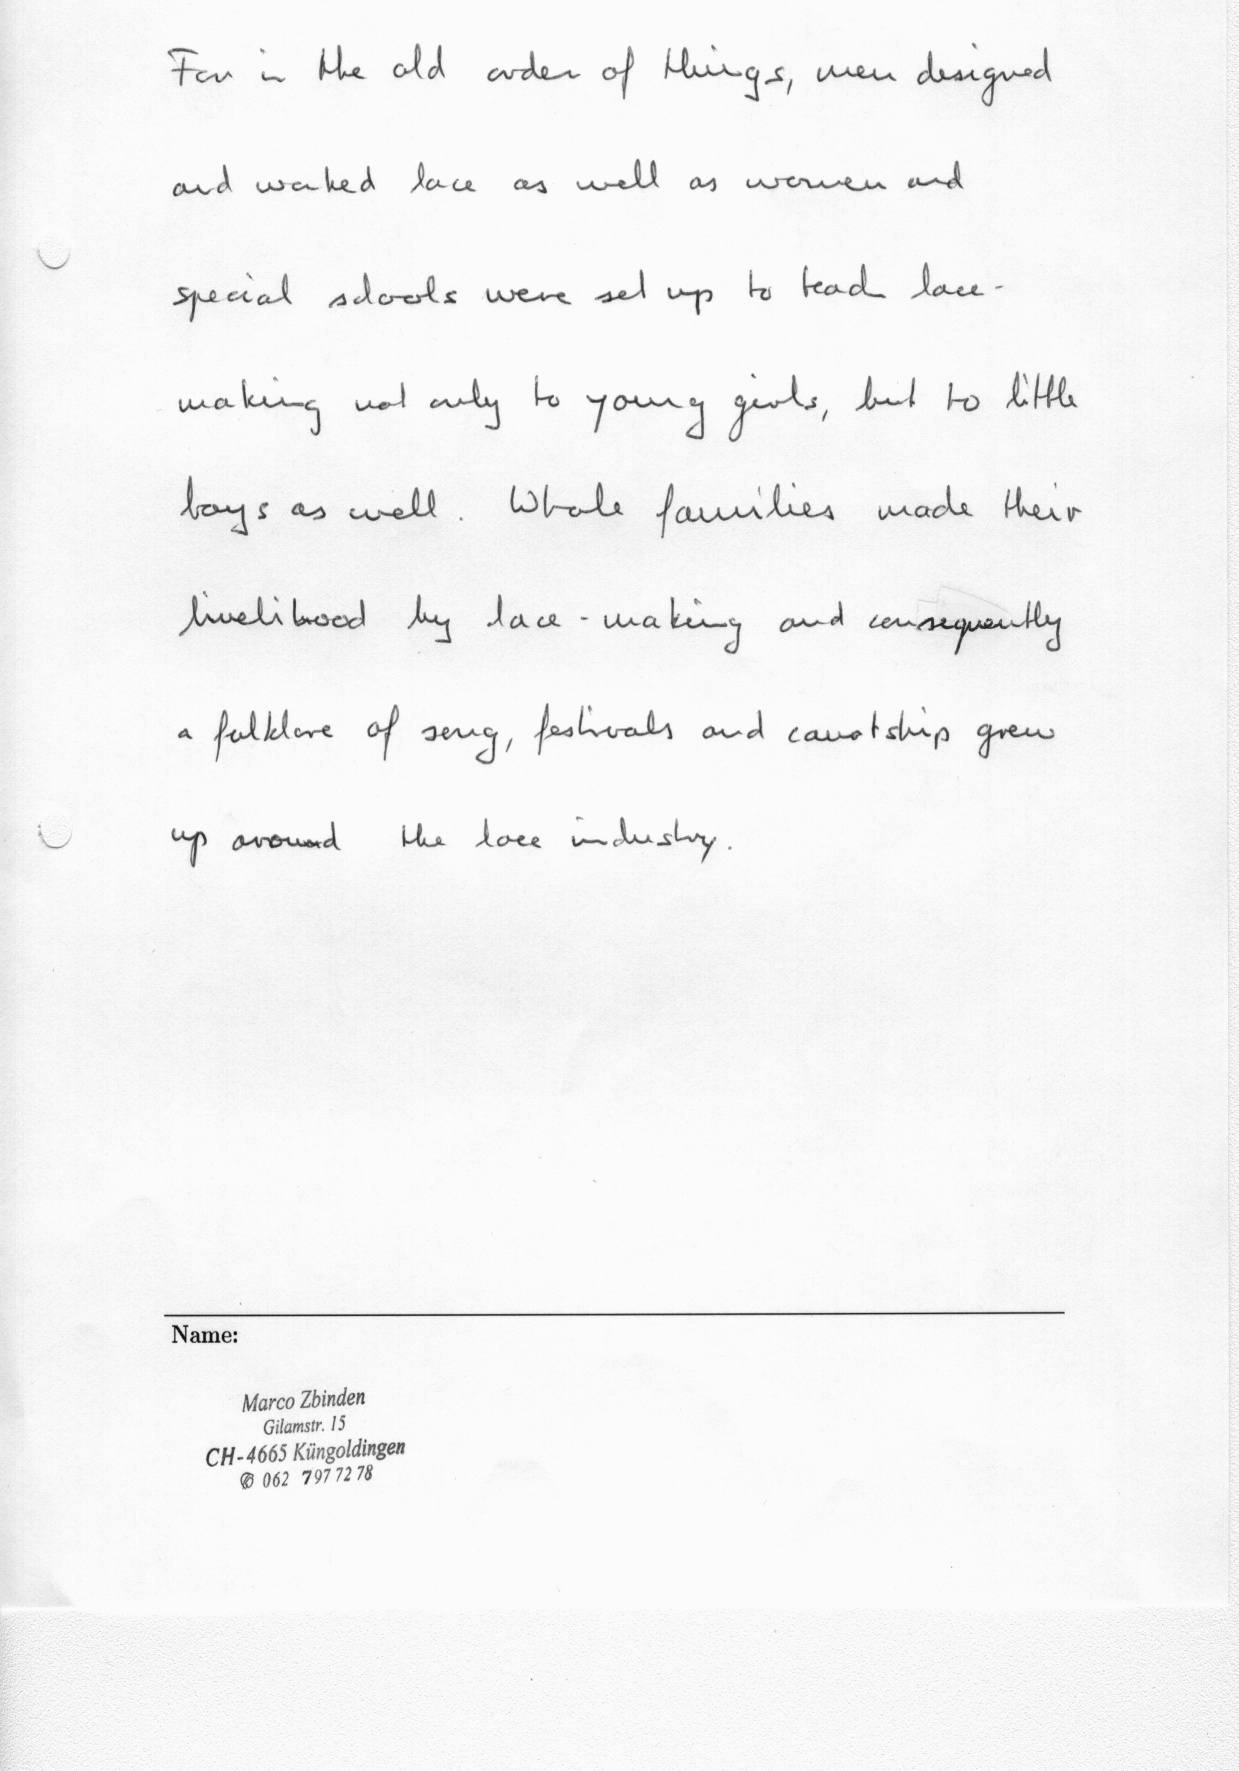 For in the old order of things, men designed
and worked lace as well as women and
special schools were set up to teach lace-
making not only to young girls, but to little
boys as well. Whole families made their
livelihood by lace-making and consequently
a folklore of song, festivals and courtship grew
up around the lace industry.
Name:
Marco Zbinden
Gilamstr. 15
CH-4665 Küngoldingen
✆ 062 797 72 78